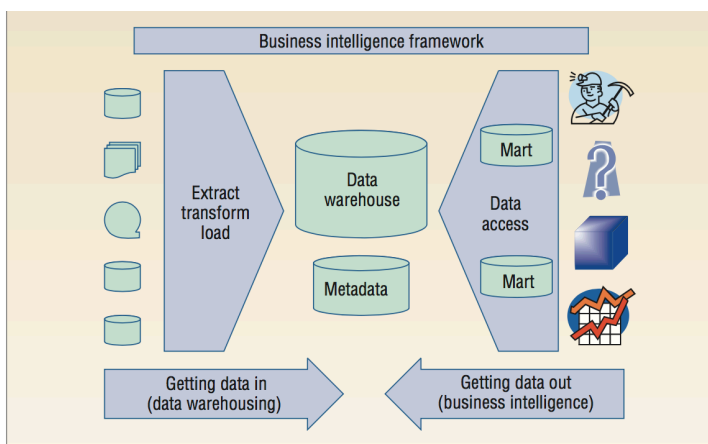 Business intelligence framework
Extract
transform
load
Data
warehouse
Metadata
Mart
Data
access
Mart
Getting data in
(data warehousing)
Getting data out
(business intelligence)